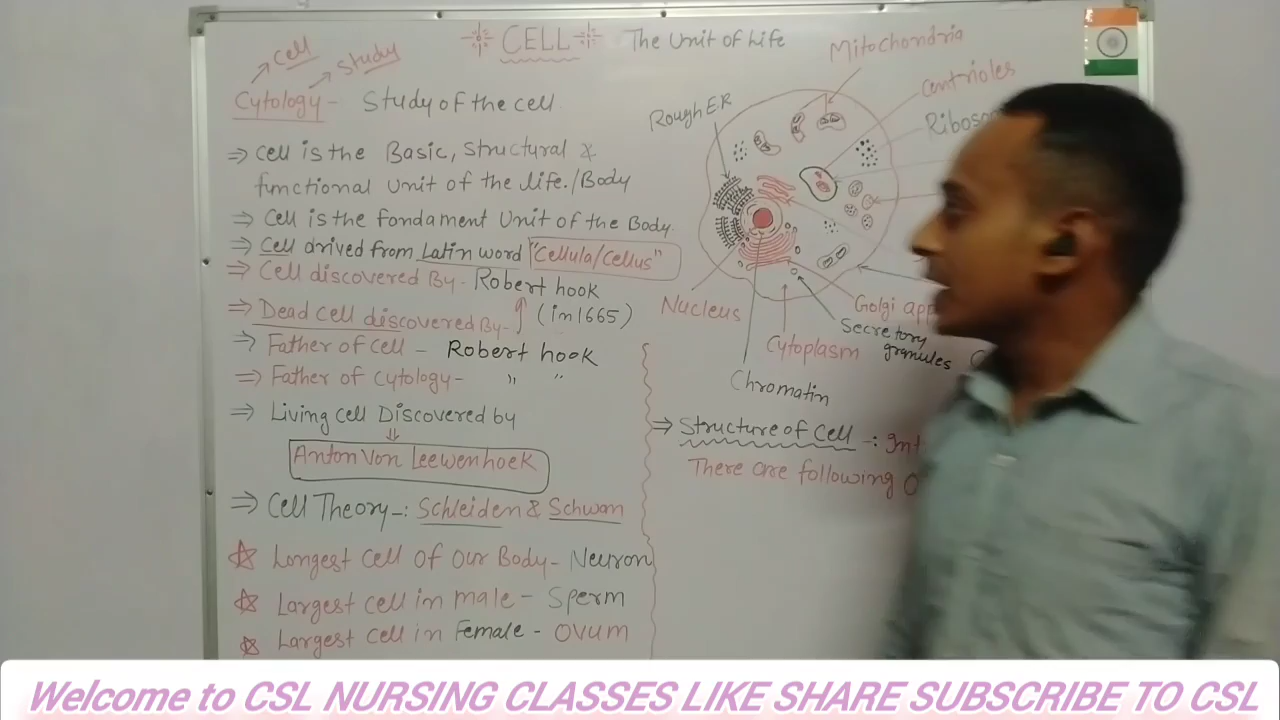 CELL The Unit of Life
Cell Study
Cytology - Study of the cell
⇒ Cell is the Basic, Structural &
functional Unit of the life./Body
⇒ Cell is the fondament Unit of the Body
⇒ Cell drived from Latin word "Cellula/Cellus"
⇒ Cell discovered By - Robert hook
⇒ Dead cell discovered By - (in 1665)
⇒ Father of cell - Robert hook
⇒ Father of Cytology - " "
⇒ Living cell Discovered by
Anton Von Leewenhoek
⇒ Cell Theory -: Schleiden & Schwan
☆ Longest cell of our Body - Neuron
☆ Largest cell in male - Sperm
☆ Largest cell in Female - Ovum
Mitochondria
Centrioles
Rough ER
Riboso
Nucleus
Golgi app
Secretory
granules
Cytoplasm
Chromatin
⇒ Structure of Cell -: Int
There are following O
Welcome to CSL NURSING CLASSES LIKE SHARE SUBSCRIBE TO CSL